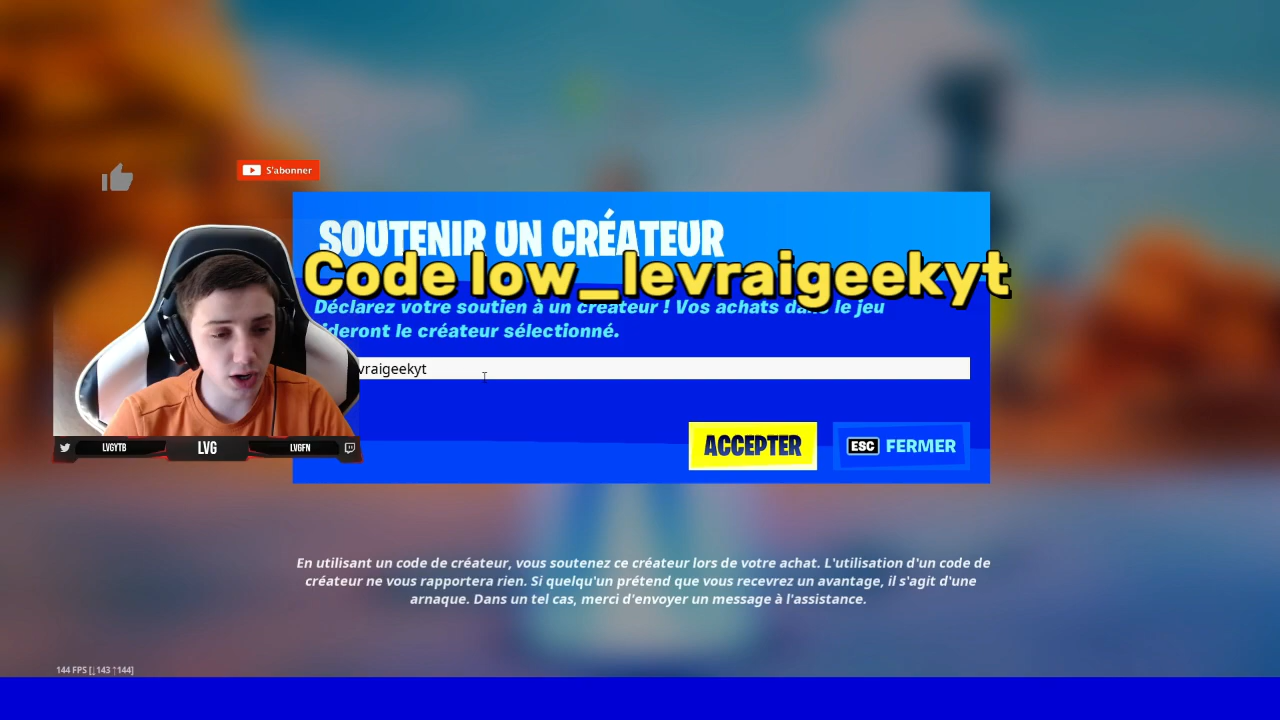 S'abonner
SOUTENIR UN CRÉATEUR
Code low_levraigeekyt
Déclarez votre soutien à un créateur ! Vos achats dans le jeu
aideront le créateur sélectionné.
vraigeekyt
ACCEPTER
ESC FERMER
LVGYTB
LVG
LVGFN
En utilisant un code de créateur, vous soutenez ce créateur lors de votre achat. L'utilisation d'un code de
créateur ne vous rapportera rien. Si quelqu'un prétend que vous recevrez un avantage, il s'agit d'une
arnaque. Dans un tel cas, merci d'envoyer un message à l'assistance.
144 FPS [↓143 ↑144]